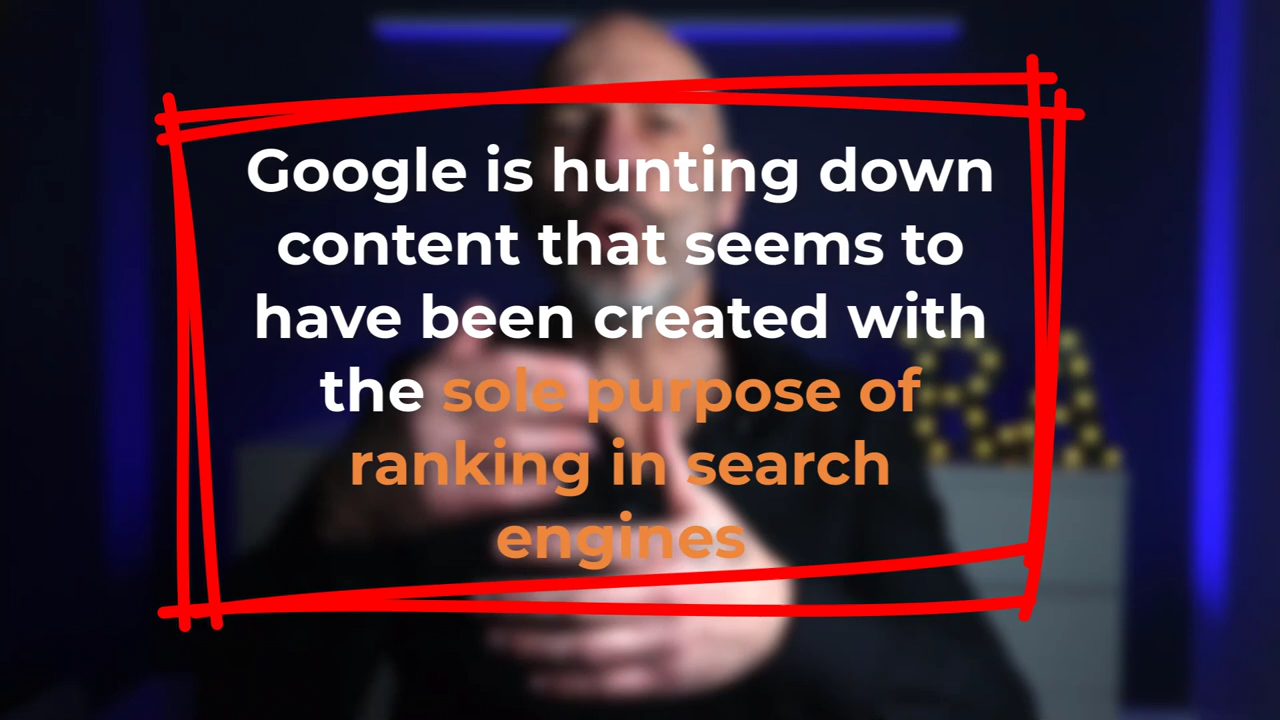 Google is hunting down
content that seems to
have been created with
the sole purpose of
ranking in search
engines
RA